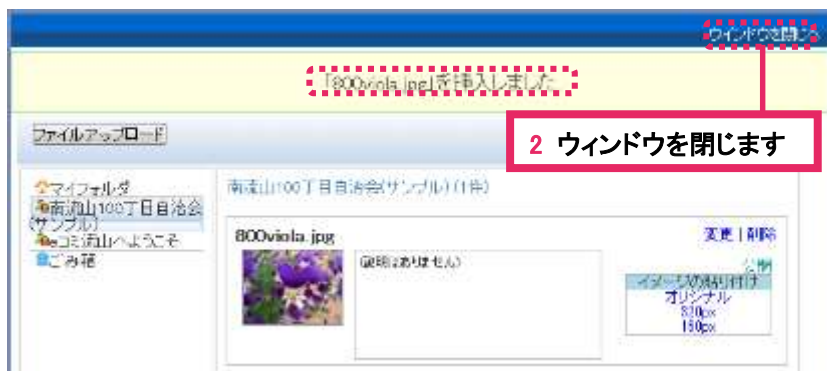 ウィンドウを閉じる
「800viola.jpg」を挿入しました
2 ウィンドウを閉じます
ファイルアップロード
マイフォルダ
南流山100丁目自治会
(サンプル)
eコミ流山へようこそ
ごみ箱
南流山100丁目自治会(サンプル)(1件)
800viola.jpg
変更 | 削除
(説明はありません)
公開
イメージの貼り付け
オリジナル
320px
160px